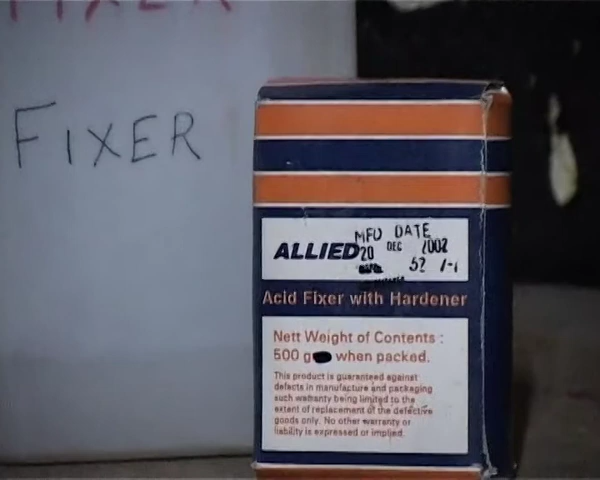 FIXER
FIXER
ALLIED
MFD DATE
20 DEC 2002
52 /-
Acid Fixer with Hardener
Nett Weight of Contents :
500 g when packed.
This product is guaranteed against
defects in manufacture and packaging
such warranty being limited to the
extent of replacement of the defective
goods only. No other warranty or
liability is expressed or implied.